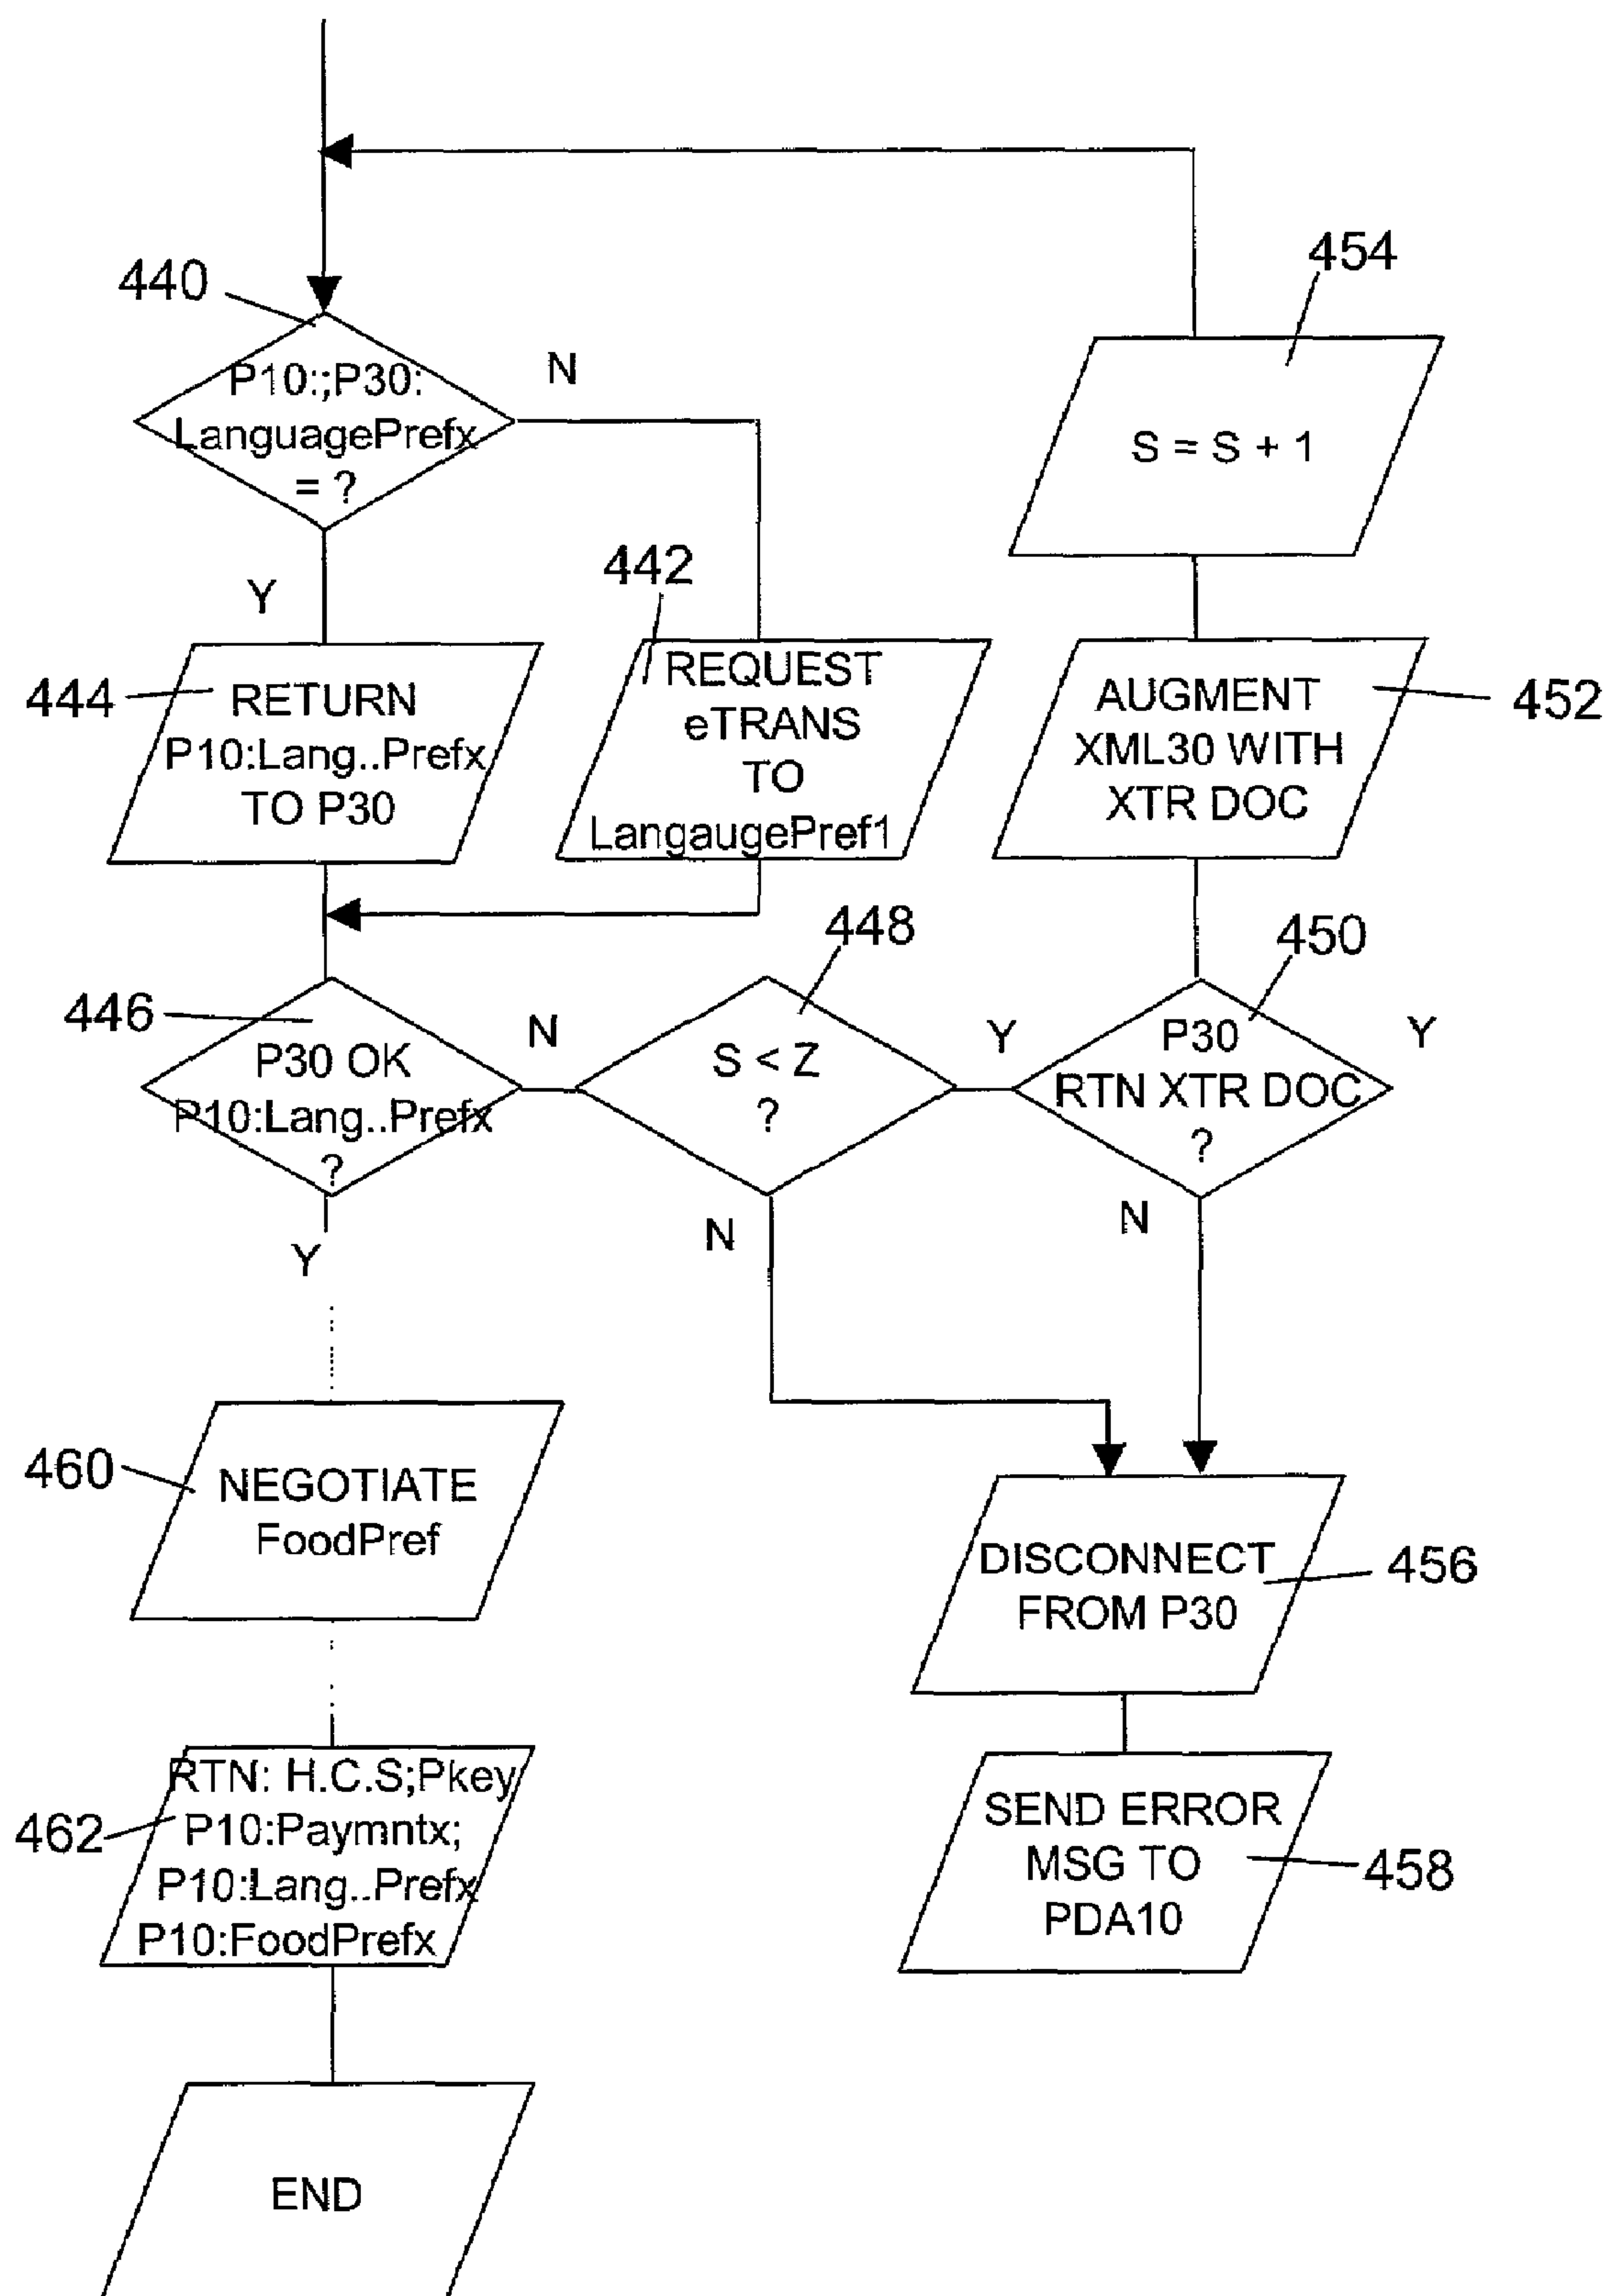 440
P10:;P30:
LanguagePrefx
= ?
N
Y
454
S = S + 1
442
REQUEST
eTRANS
TO
LangaugePref1
444
RETURN
P10:Lang..Prefx
TO P30
452
AUGMENT
XML30 WITH
XTR DOC
446
P30 OK
P10:Lang..Prefx
?
N
Y
448
S < Z
?
Y
N
450
P30
RTN XTR DOC
?
Y
N
460
NEGOTIATE
FoodPref
456
DISCONNECT
FROM P30
462
RTN: H.C.S;Pkey
P10:Paymntx;
P10:Lang..Prefx
P10:FoodPrefx
458
SEND ERROR
MSG TO
PDA10
END